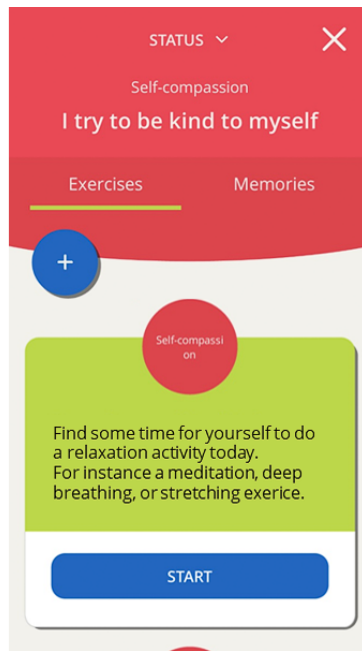 STATUS
Self-compassion
I try to be kind to myself
Exercises
Memories
+
Self-compassi
on
Find some time for yourself to do
a relaxation activity today.
For instance a meditation, deep
breathing, or stretching exerice.
START